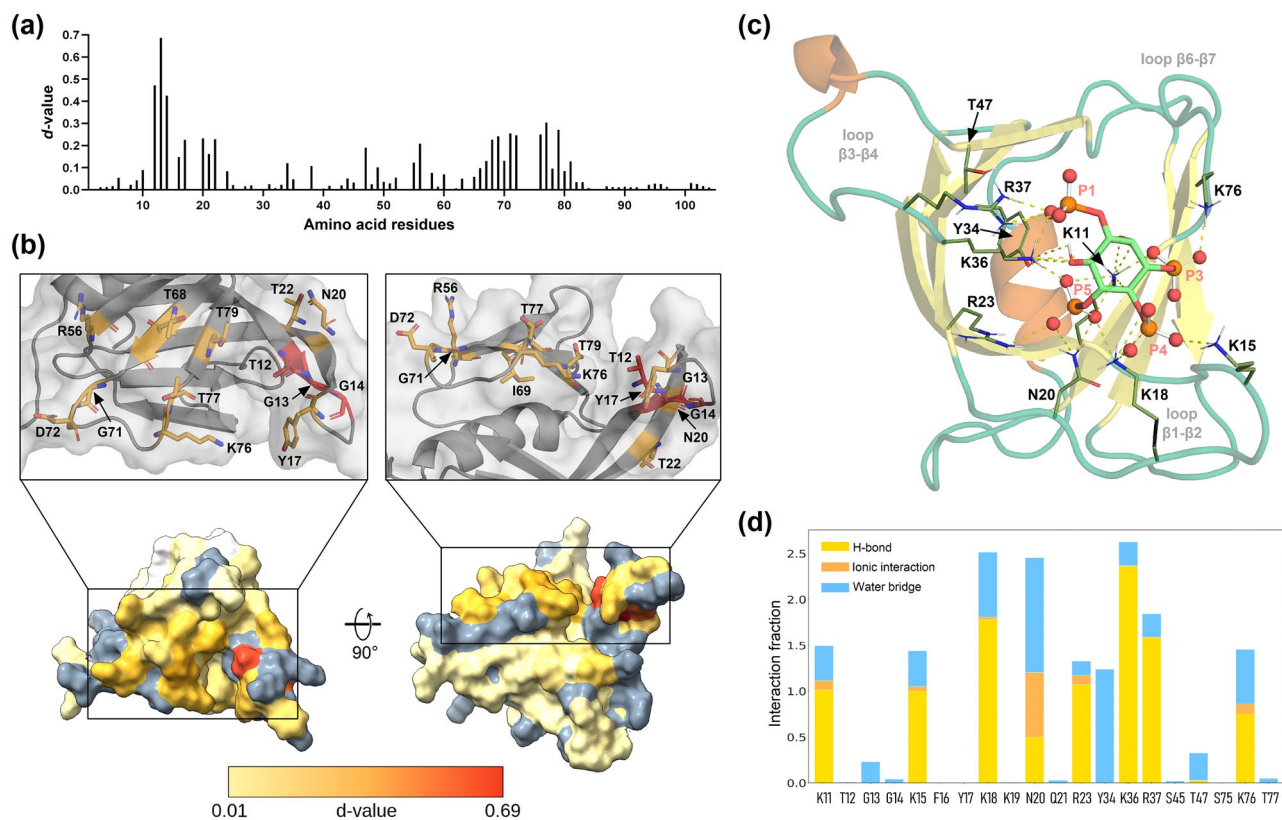 (a)
d-value
0.7
0.6
0.5
0.4
0.3
0.2
0.1
0.0
10 20 30 40 50 60 70 80 90 100
Amino acid residues
(b)
T68
T22
N20
R56
T79
T12
G14
G13
T77
D72
G71
K76
Y17
R56
T77
D72
T79
T12
G13
G71
K76
I69
Y17
G14
N20
T22
90°
0.01 d-value 0.69
(c)
loop β6-β7
T47
loop
β3-β4
K76
R37
P1
Y34
K11
K36
P3
P5
R23
P4
K15
N20
K18
loop
β1-β2
(d)
Interaction fraction
2.5
2.0
1.5
1.0
0.5
0.0
H-bond
Ionic interaction
Water bridge
K11 T12 G13 G14 K15 F16 Y17 K18 K19 N20 Q21 R23 Y34 K36 R37 S45 T47 S75 K76 T77